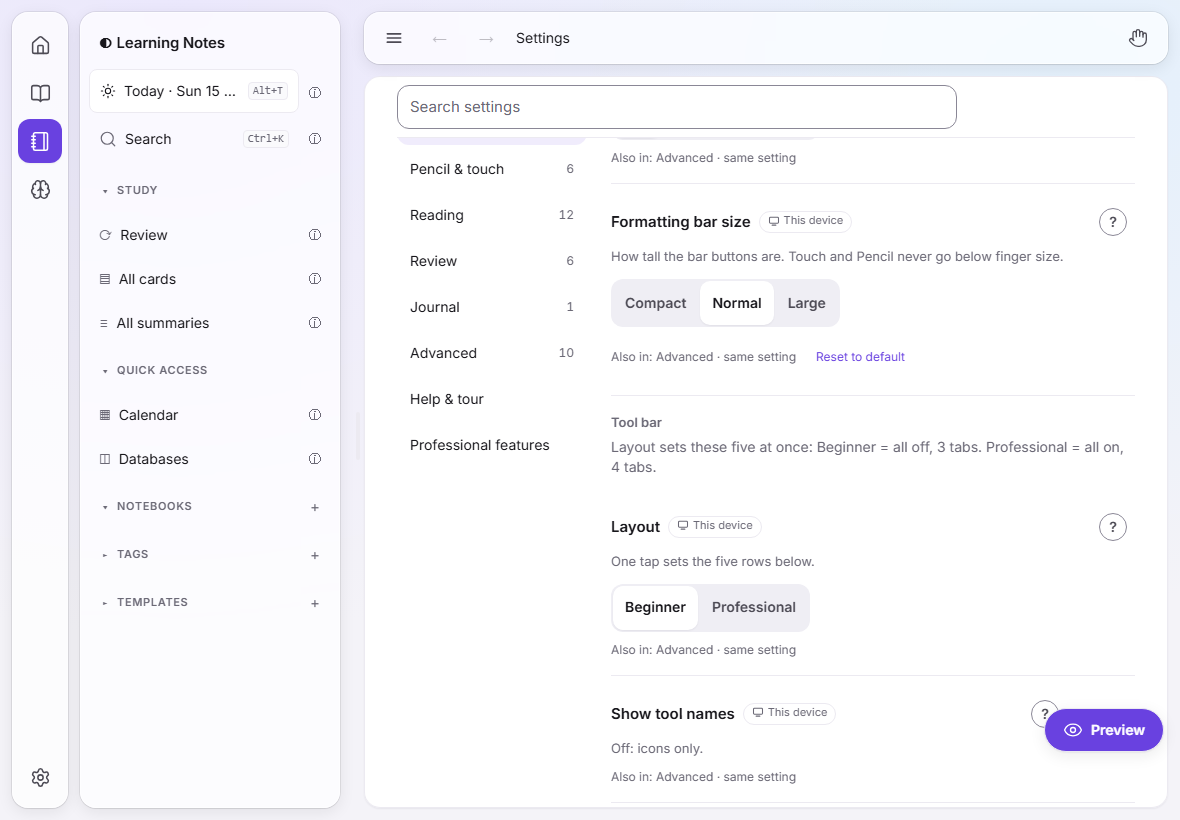 Learning Notes
Today · Sun 15 ... Alt+T
Search Ctrl+K
STUDY
Review
All cards
All summaries
QUICK ACCESS
Calendar
Databases
NOTEBOOKS +
TAGS +
TEMPLATES +
Settings
Search settings
Pencil & touch 6
Reading 12
Review 6
Journal 1
Advanced 10
Help & tour
Professional features
Also in: Advanced · same setting
Formatting bar size This device ?
How tall the bar buttons are. Touch and Pencil never go below finger size.
Compact Normal Large
Also in: Advanced · same setting Reset to default
Tool bar
Layout sets these five at once: Beginner = all off, 3 tabs. Professional = all on,
4 tabs.
Layout This device ?
One tap sets the five rows below.
Beginner Professional
Also in: Advanced · same setting
Show tool names This device ?
Off: icons only.
Also in: Advanced · same setting
Preview